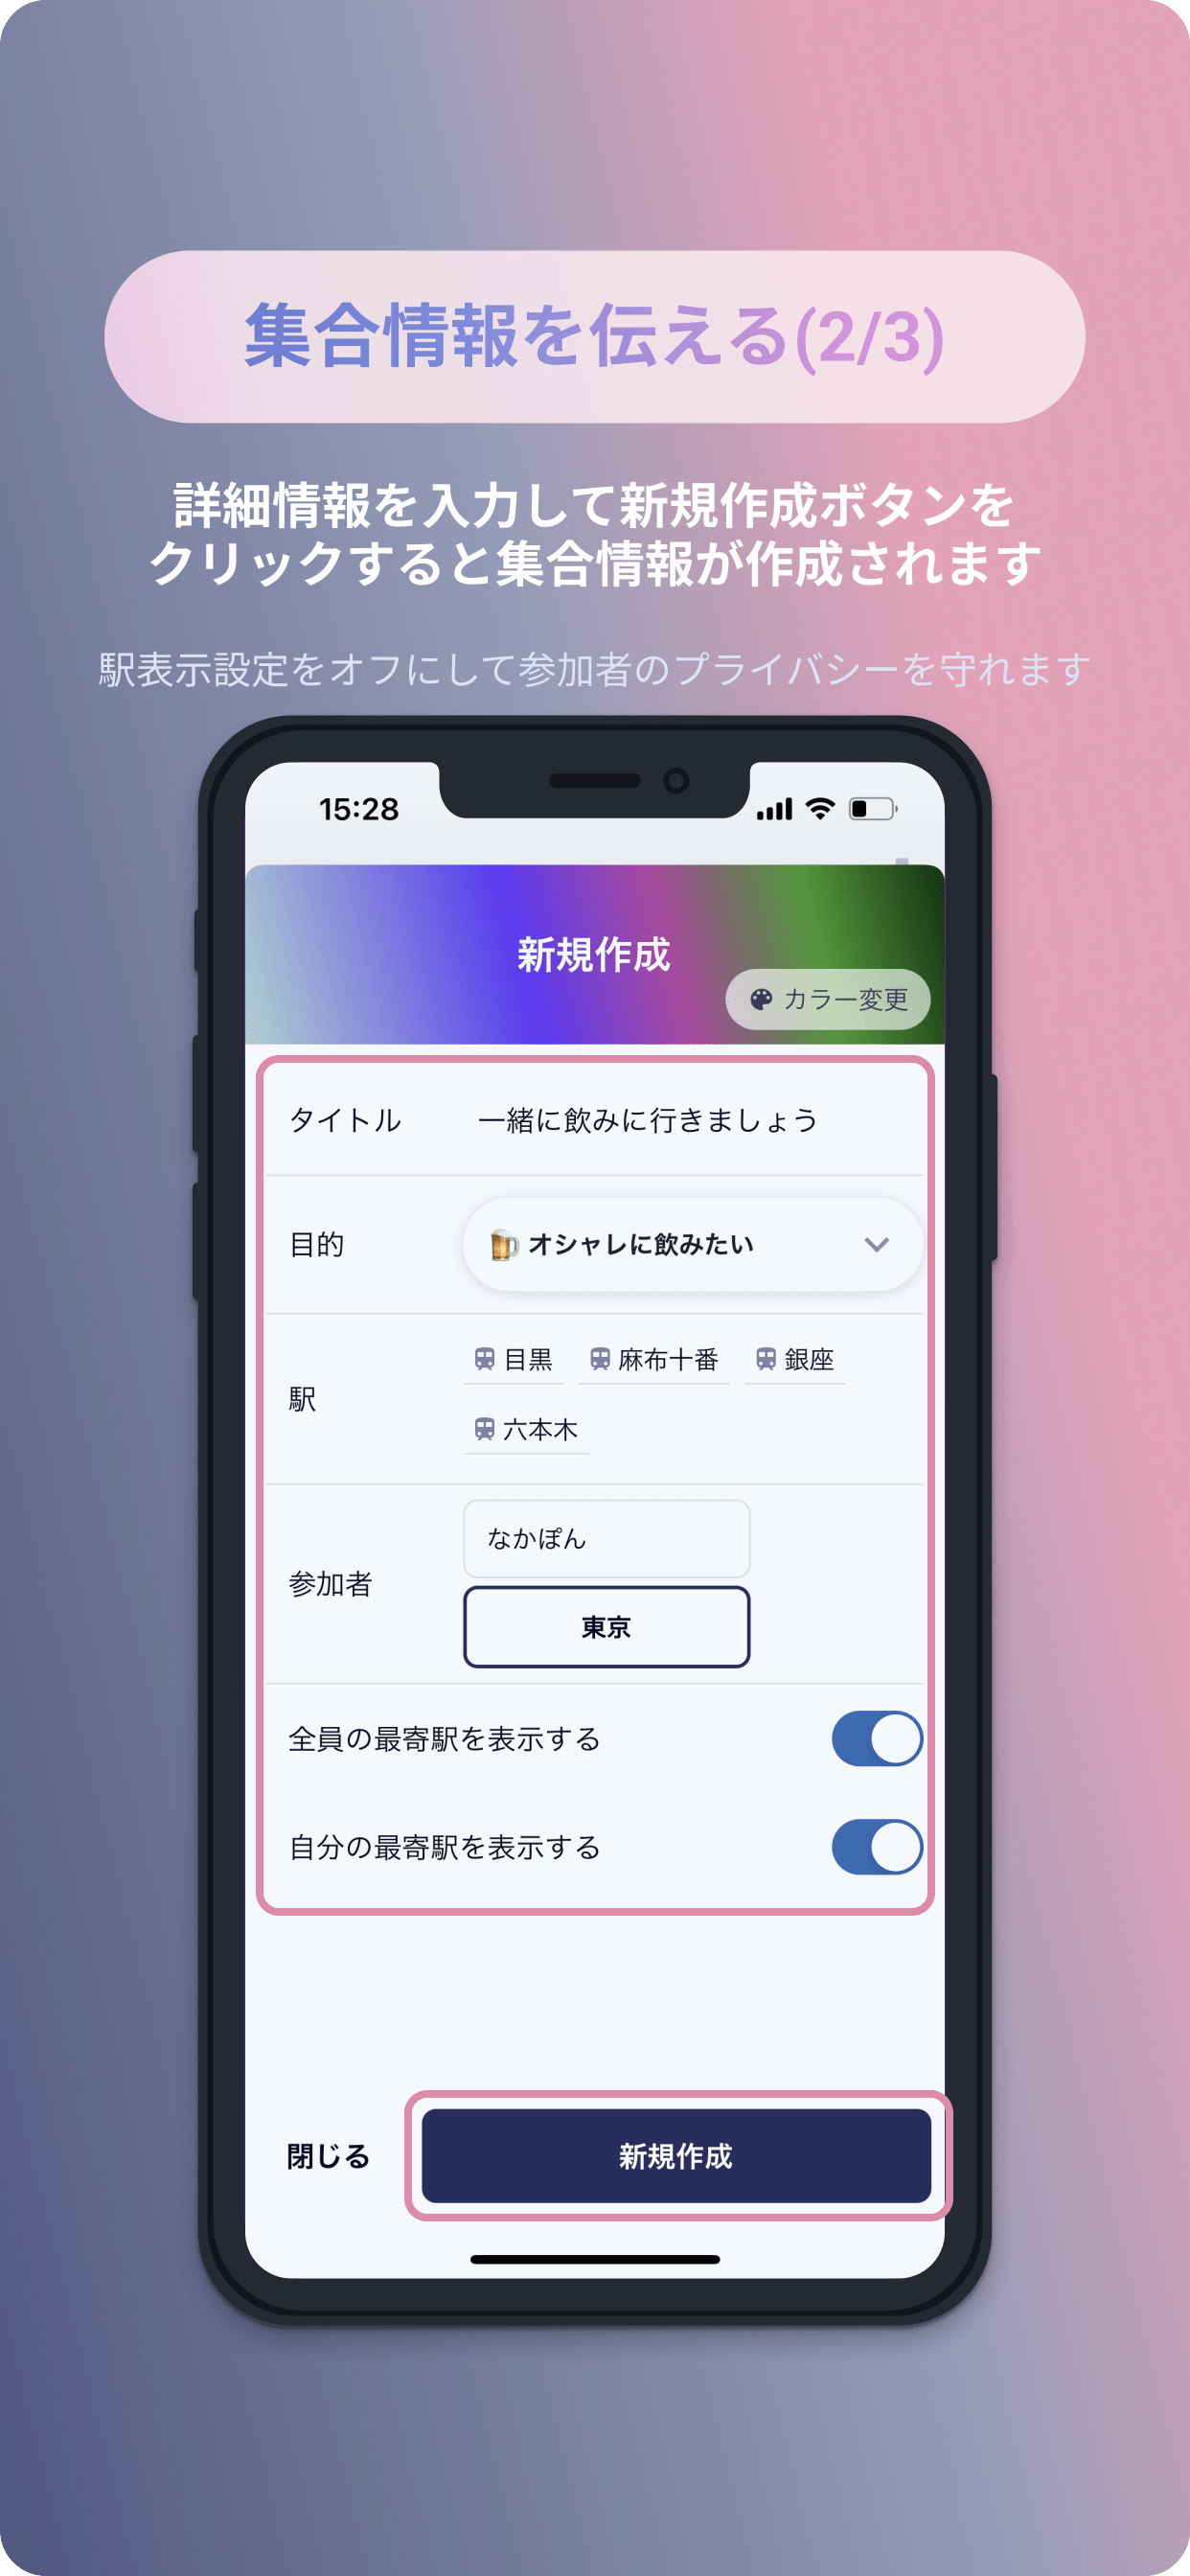 集合情報を伝える(2/3)
詳細情報を入力して新規作成ボタンを
クリックすると集合情報が作成されます
駅表示設定をオフにして参加者のプライバシーを守れます
15:28
新規作成
カラー変更
タイトル 一緒に飲みに行きましょう
目的 🍺 オシャレに飲みたい
目黒 麻布十番 銀座
駅
六本木
なかぽん
参加者
東京
全員の最寄駅を表示する
自分の最寄駅を表示する
閉じる 新規作成